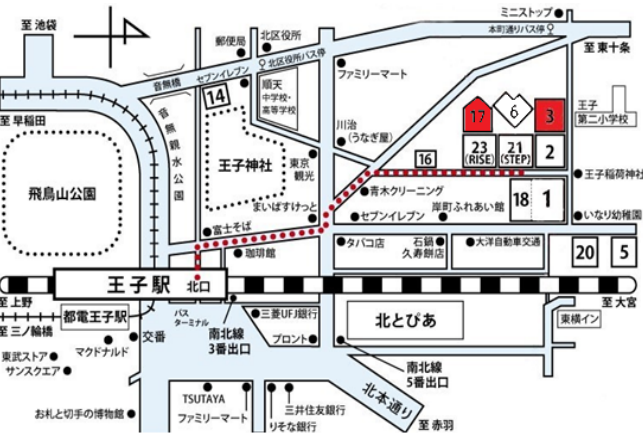 至 池袋
郵便局
北区役所
ミニストップ
本町通りバス停
至 東十条
北区役所バス停
音無橋
セブンイレブン
ファミリーマート
14
順天
中学校・
高等学校
音無親水公園
至 早稲田
川治
(うなぎ屋)
17
6
3
王子
第二小学校
王子神社
東京
観光
16
23
(RISE)
21
(STEP)
2
飛鳥山公園
青木クリーニング
王子稲荷神社
まいばすけっと
セブンイレブン
岸町ふれあい館
18
1
いなり幼稚園
富士そば
珈琲館
タバコ店
石鍋
久寿餅店
大洋自動車交通
20
5
王子駅
北口
至 上野
至 大宮
都電王子駅
バス
ターミナル
南北線
3番出口
三菱UFJ銀行
北とぴあ
東横イン
至 三ノ輪橋
交番
マクドナルド
プロント
東武ストア
サンスクエア
南北線
5番出口
TSUTAYA
ファミリーマート
三井住友銀行
りそな銀行
北本通り
お札と切手の博物館
至 赤羽